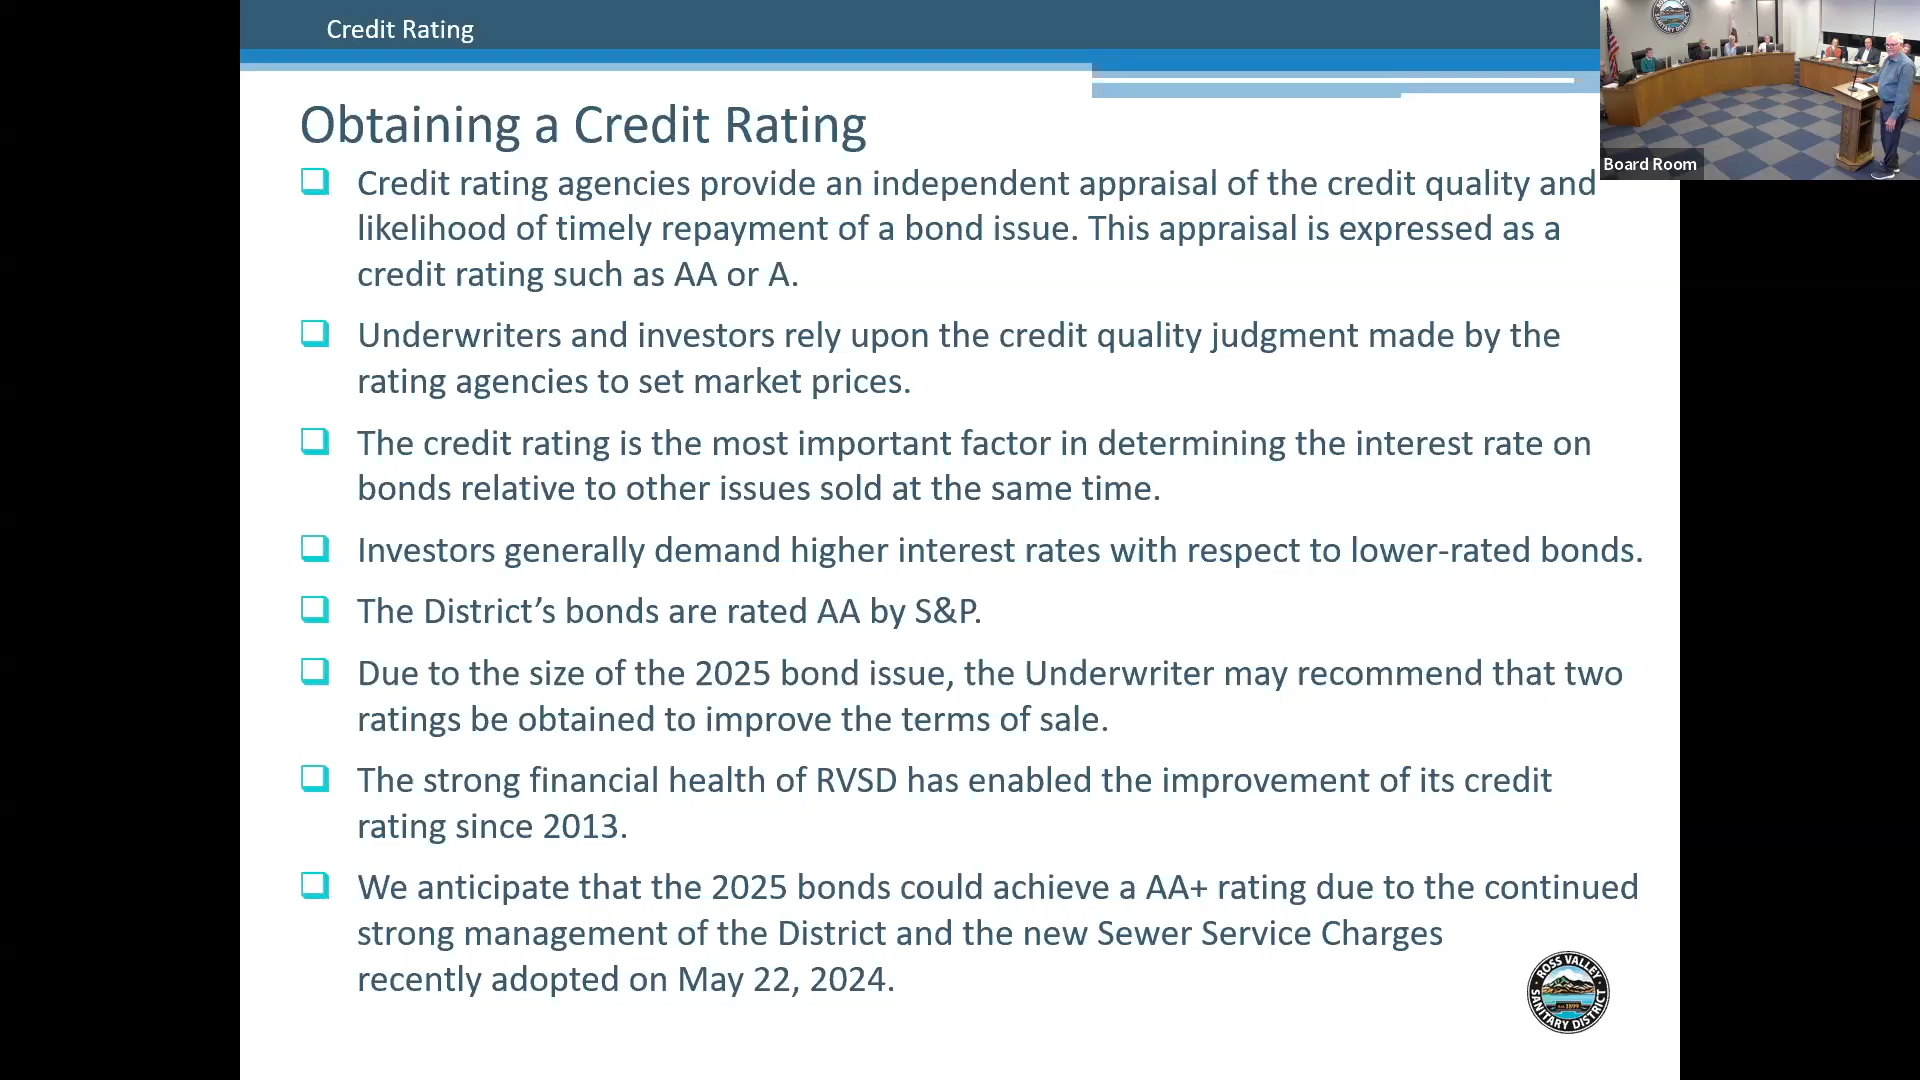 Credit Rating
Obtaining a Credit Rating
Credit rating agencies provide an independent appraisal of the credit quality and
likelihood of timely repayment of a bond issue. This appraisal is expressed as a
credit rating such as AA or A.
Underwriters and investors rely upon the credit quality judgment made by the
rating agencies to set market prices.
The credit rating is the most important factor in determining the interest rate on
bonds relative to other issues sold at the same time.
Investors generally demand higher interest rates with respect to lower-rated bonds.
The District’s bonds are rated AA by S&P.
Due to the size of the 2025 bond issue, the Underwriter may recommend that two
ratings be obtained to improve the terms of sale.
The strong financial health of RVSD has enabled the improvement of its credit
rating since 2013.
We anticipate that the 2025 bonds could achieve a AA+ rating due to the continued
strong management of the District and the new Sewer Service Charges
recently adopted on May 22, 2024.
ROSS VALLEY
SANITARY DISTRICT
Board Room